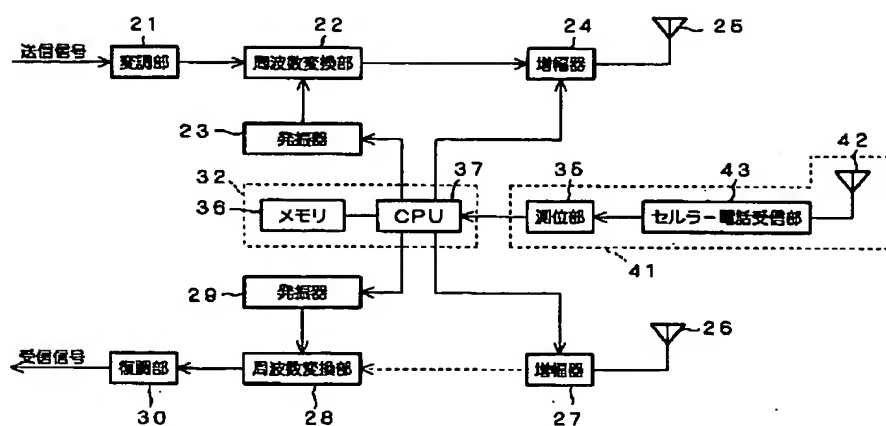 21
22
24
25
送信信号
変調部
周波数変換部
増幅器
23
発振器
42
32
37
35
43
36
メモリ
CPU
測位部
セルラー電話受信部
41
29
発振器
26
受信信号
復調部
周波数変換部
増幅器
30
28
27